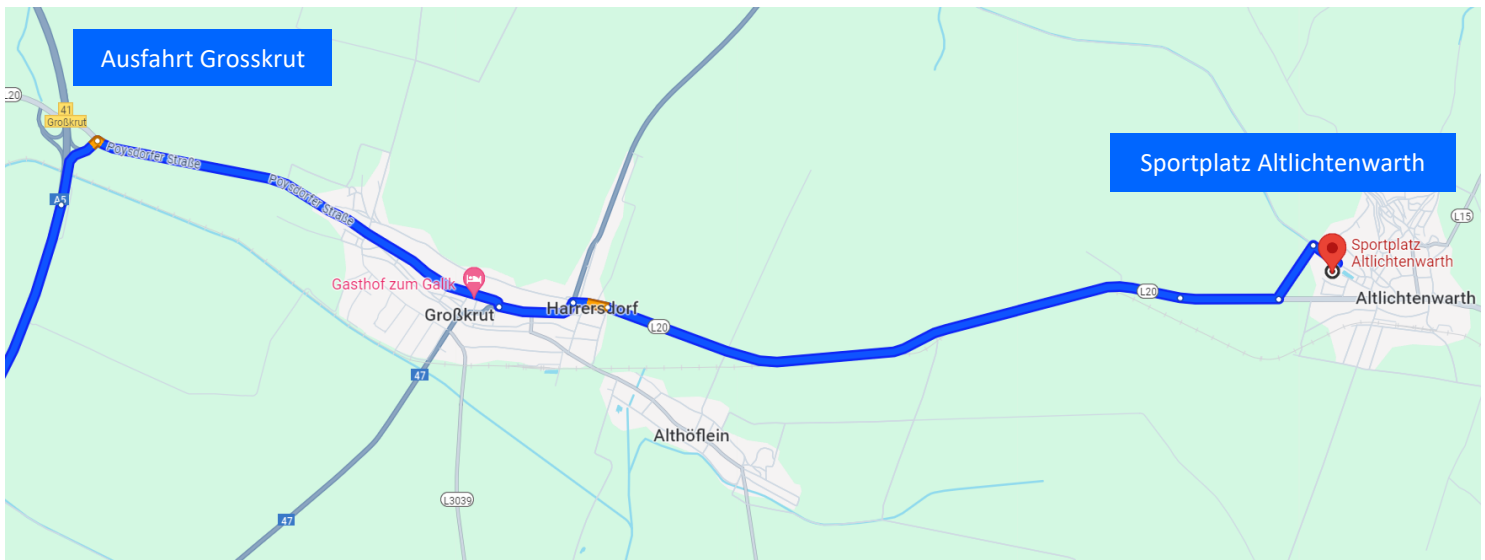 Ausfahrt Grosskrut
L20
41
Großkrut
Poysdorfer Straße
Poysdorfer Straße
A5
Sportplatz Altlichtenwarth
L15
Sportplatz
Altlichtenwarth
Gasthof zum Galik
Großkrut
Harrersdorf
L20
L20
Altlichtenwarth
47
Althöflein
L3039
47